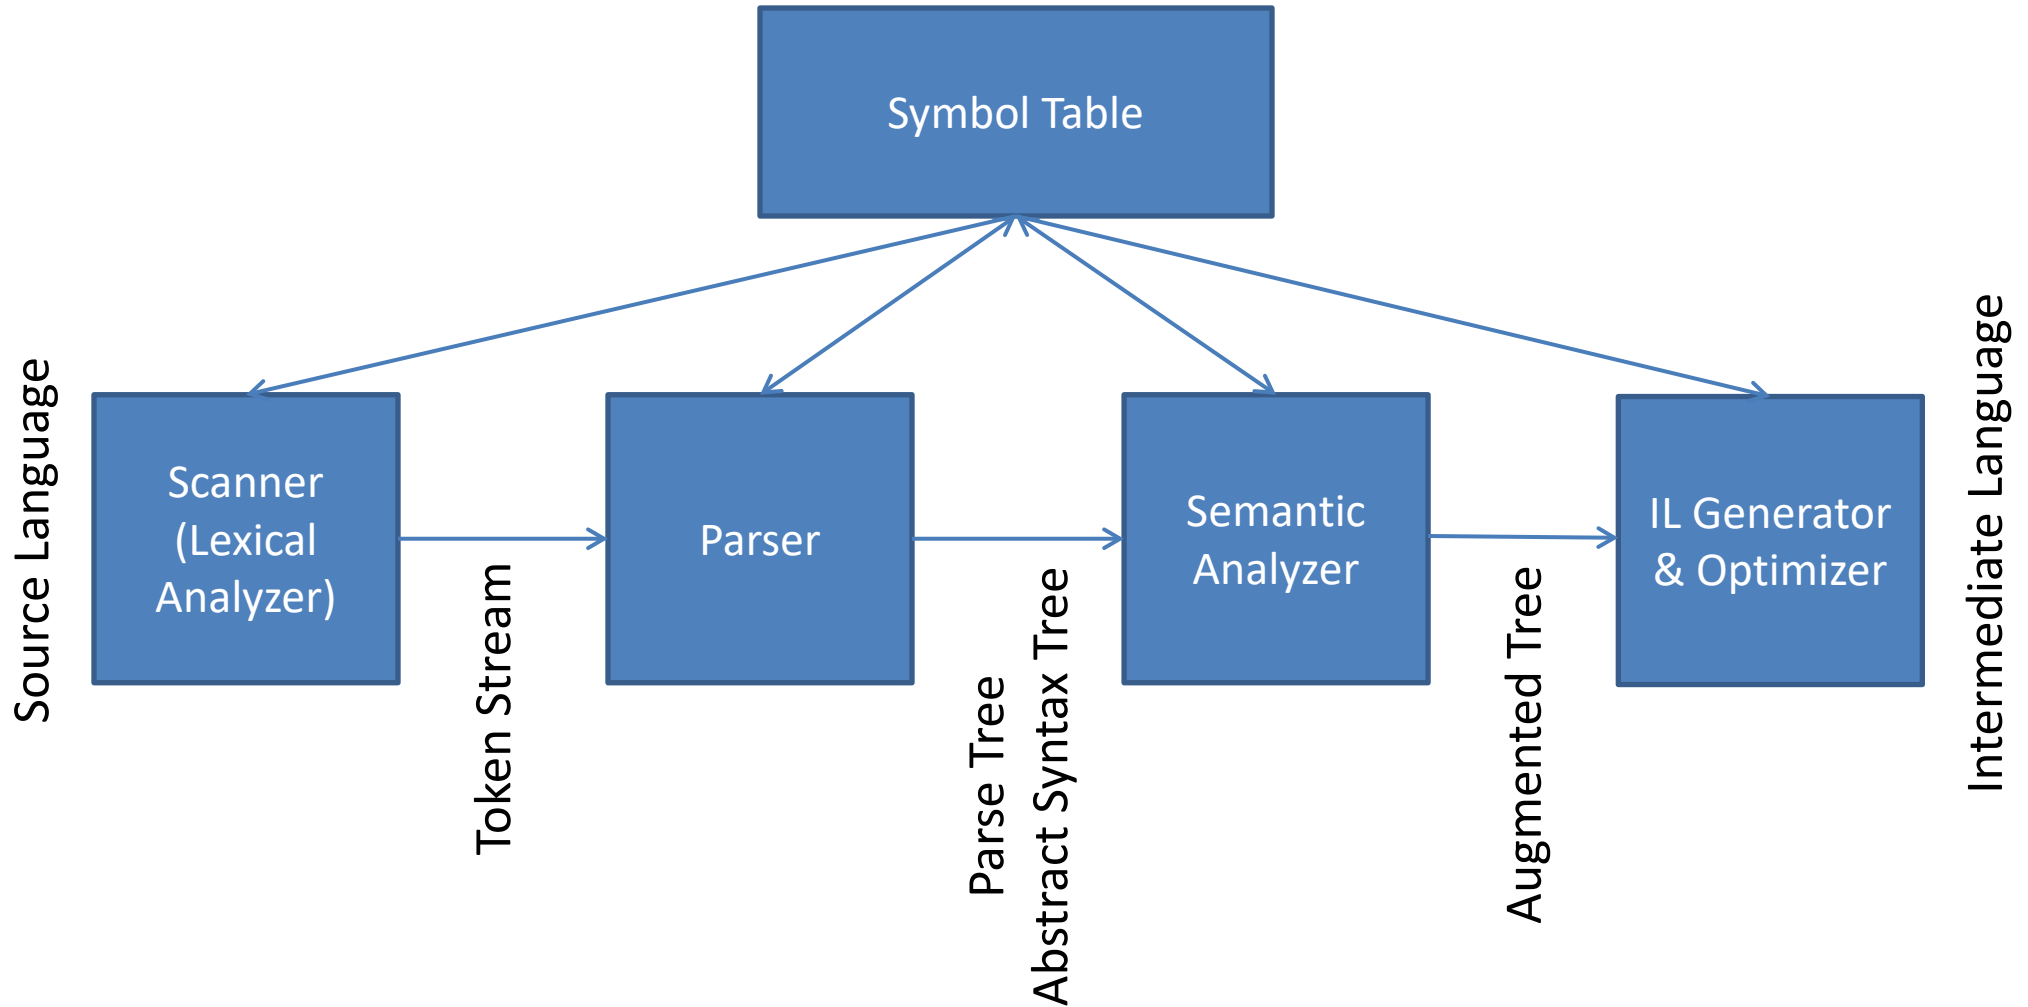 Symbol Table
Source Language
Scanner
(Lexical
Analyzer)
Token Stream
Parser
Parse Tree
Abstract Syntax Tree
Semantic
Analyzer
Augmented Tree
IL Generator
& Optimizer
Intermediate Language